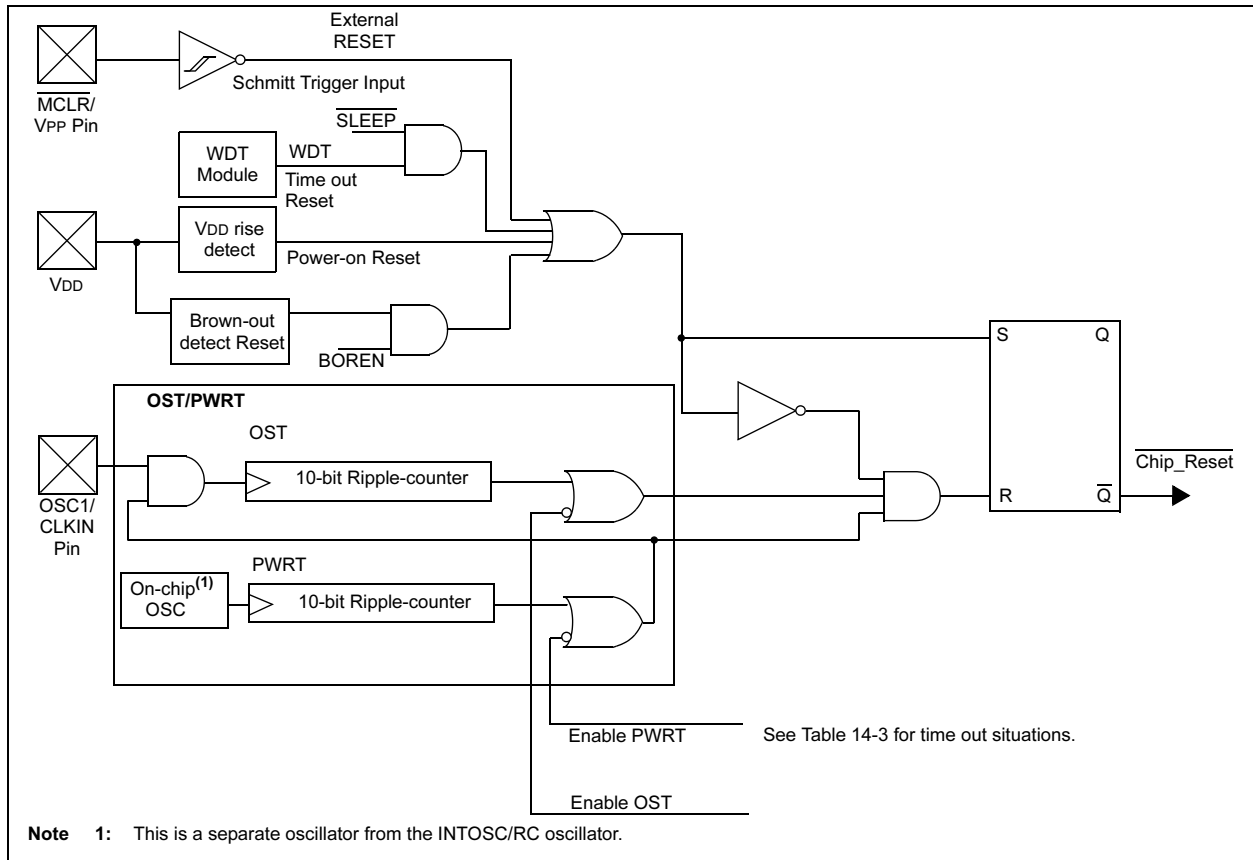 External
RESET
Schmitt Trigger Input
MCLR/
VPP Pin
SLEEP
WDT
Module
WDT
Time out
Reset
VDD rise
detect
Power-on Reset
VDD
Brown-out
detect Reset
BOREN
S Q
R Q
Chip_Reset
OST/PWRT
OST
10-bit Ripple-counter
OSC1/
CLKIN
Pin
PWRT
On-chip(1)
OSC
10-bit Ripple-counter
Enable PWRT
See Table 14-3 for time out situations.
Enable OST
Note 1: This is a separate oscillator from the INTOSC/RC oscillator.